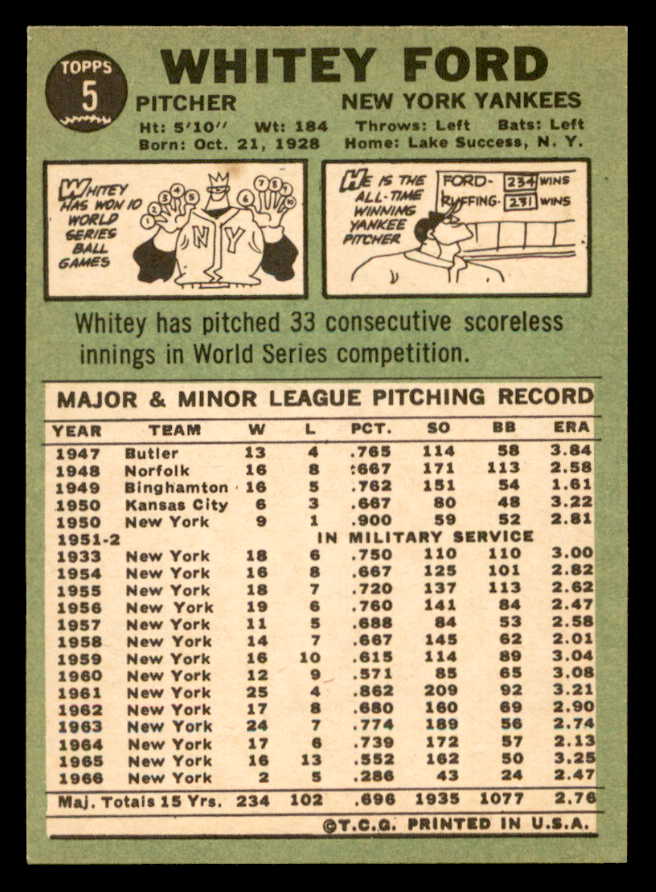 TOPPS
5
WHITEY FORD
PITCHER NEW YORK YANKEES
Ht: 5'10" Wt: 184 Throws: Left Bats: Left
Born: Oct. 21, 1928 Home: Lake Success, N. Y.
WHITEY
HAS WON 10
WORLD
SERIES
BALL
GAMES
1 2 3 4 5 6 7 8 9 10
NY
HE IS THE
ALL-TIME
WINNING
YANKEE
PITCHER
FORD- 234 WINS
RUFFING- 231 WINS
Whitey has pitched 33 consecutive scoreless
innings in World Series competition.
MAJOR & MINOR LEAGUE PITCHING RECORD
YEAR TEAM W L PCT. SO BB ERA
1947 Butler 13 4 .765 114 58 3.84
1948 Norfolk 16 8 .667 171 113 2.58
1949 Binghamton 16 5 .762 151 54 1.61
1950 Kansas City 6 3 .667 80 48 3.22
1950 New York 9 1 .900 59 52 2.81
1951-2 IN MILITARY SERVICE
1933 New York 18 6 .750 110 110 3.00
1954 New York 16 8 .667 125 101 2.82
1955 New York 18 7 .720 137 113 2.62
1956 New York 19 6 .760 141 84 2.47
1957 New York 11 5 .688 84 53 2.58
1958 New York 14 7 .667 145 62 2.01
1959 New York 16 10 .615 114 89 3.04
1960 New York 12 9 .571 85 65 3.08
1961 New York 25 4 .862 209 92 3.21
1962 New York 17 8 .680 160 69 2.90
1963 New York 24 7 .774 189 56 2.74
1964 New York 17 6 .739 172 57 2.13
1965 New York 16 13 .552 162 50 3.25
1966 New York 2 5 .286 43 24 2.47
Maj. Totals 15 Yrs. 234 102 .696 1935 1077 2.76
©T.C.G. PRINTED IN U.S.A.